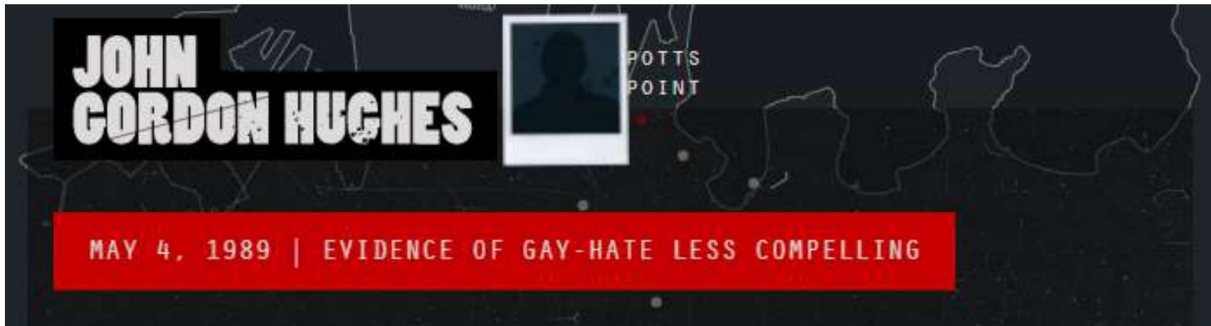 JOHN
GORDON HUGHES
POTTS
POINT
MAY 4, 1989 | EVIDENCE OF GAY-HATE LESS COMPELLING